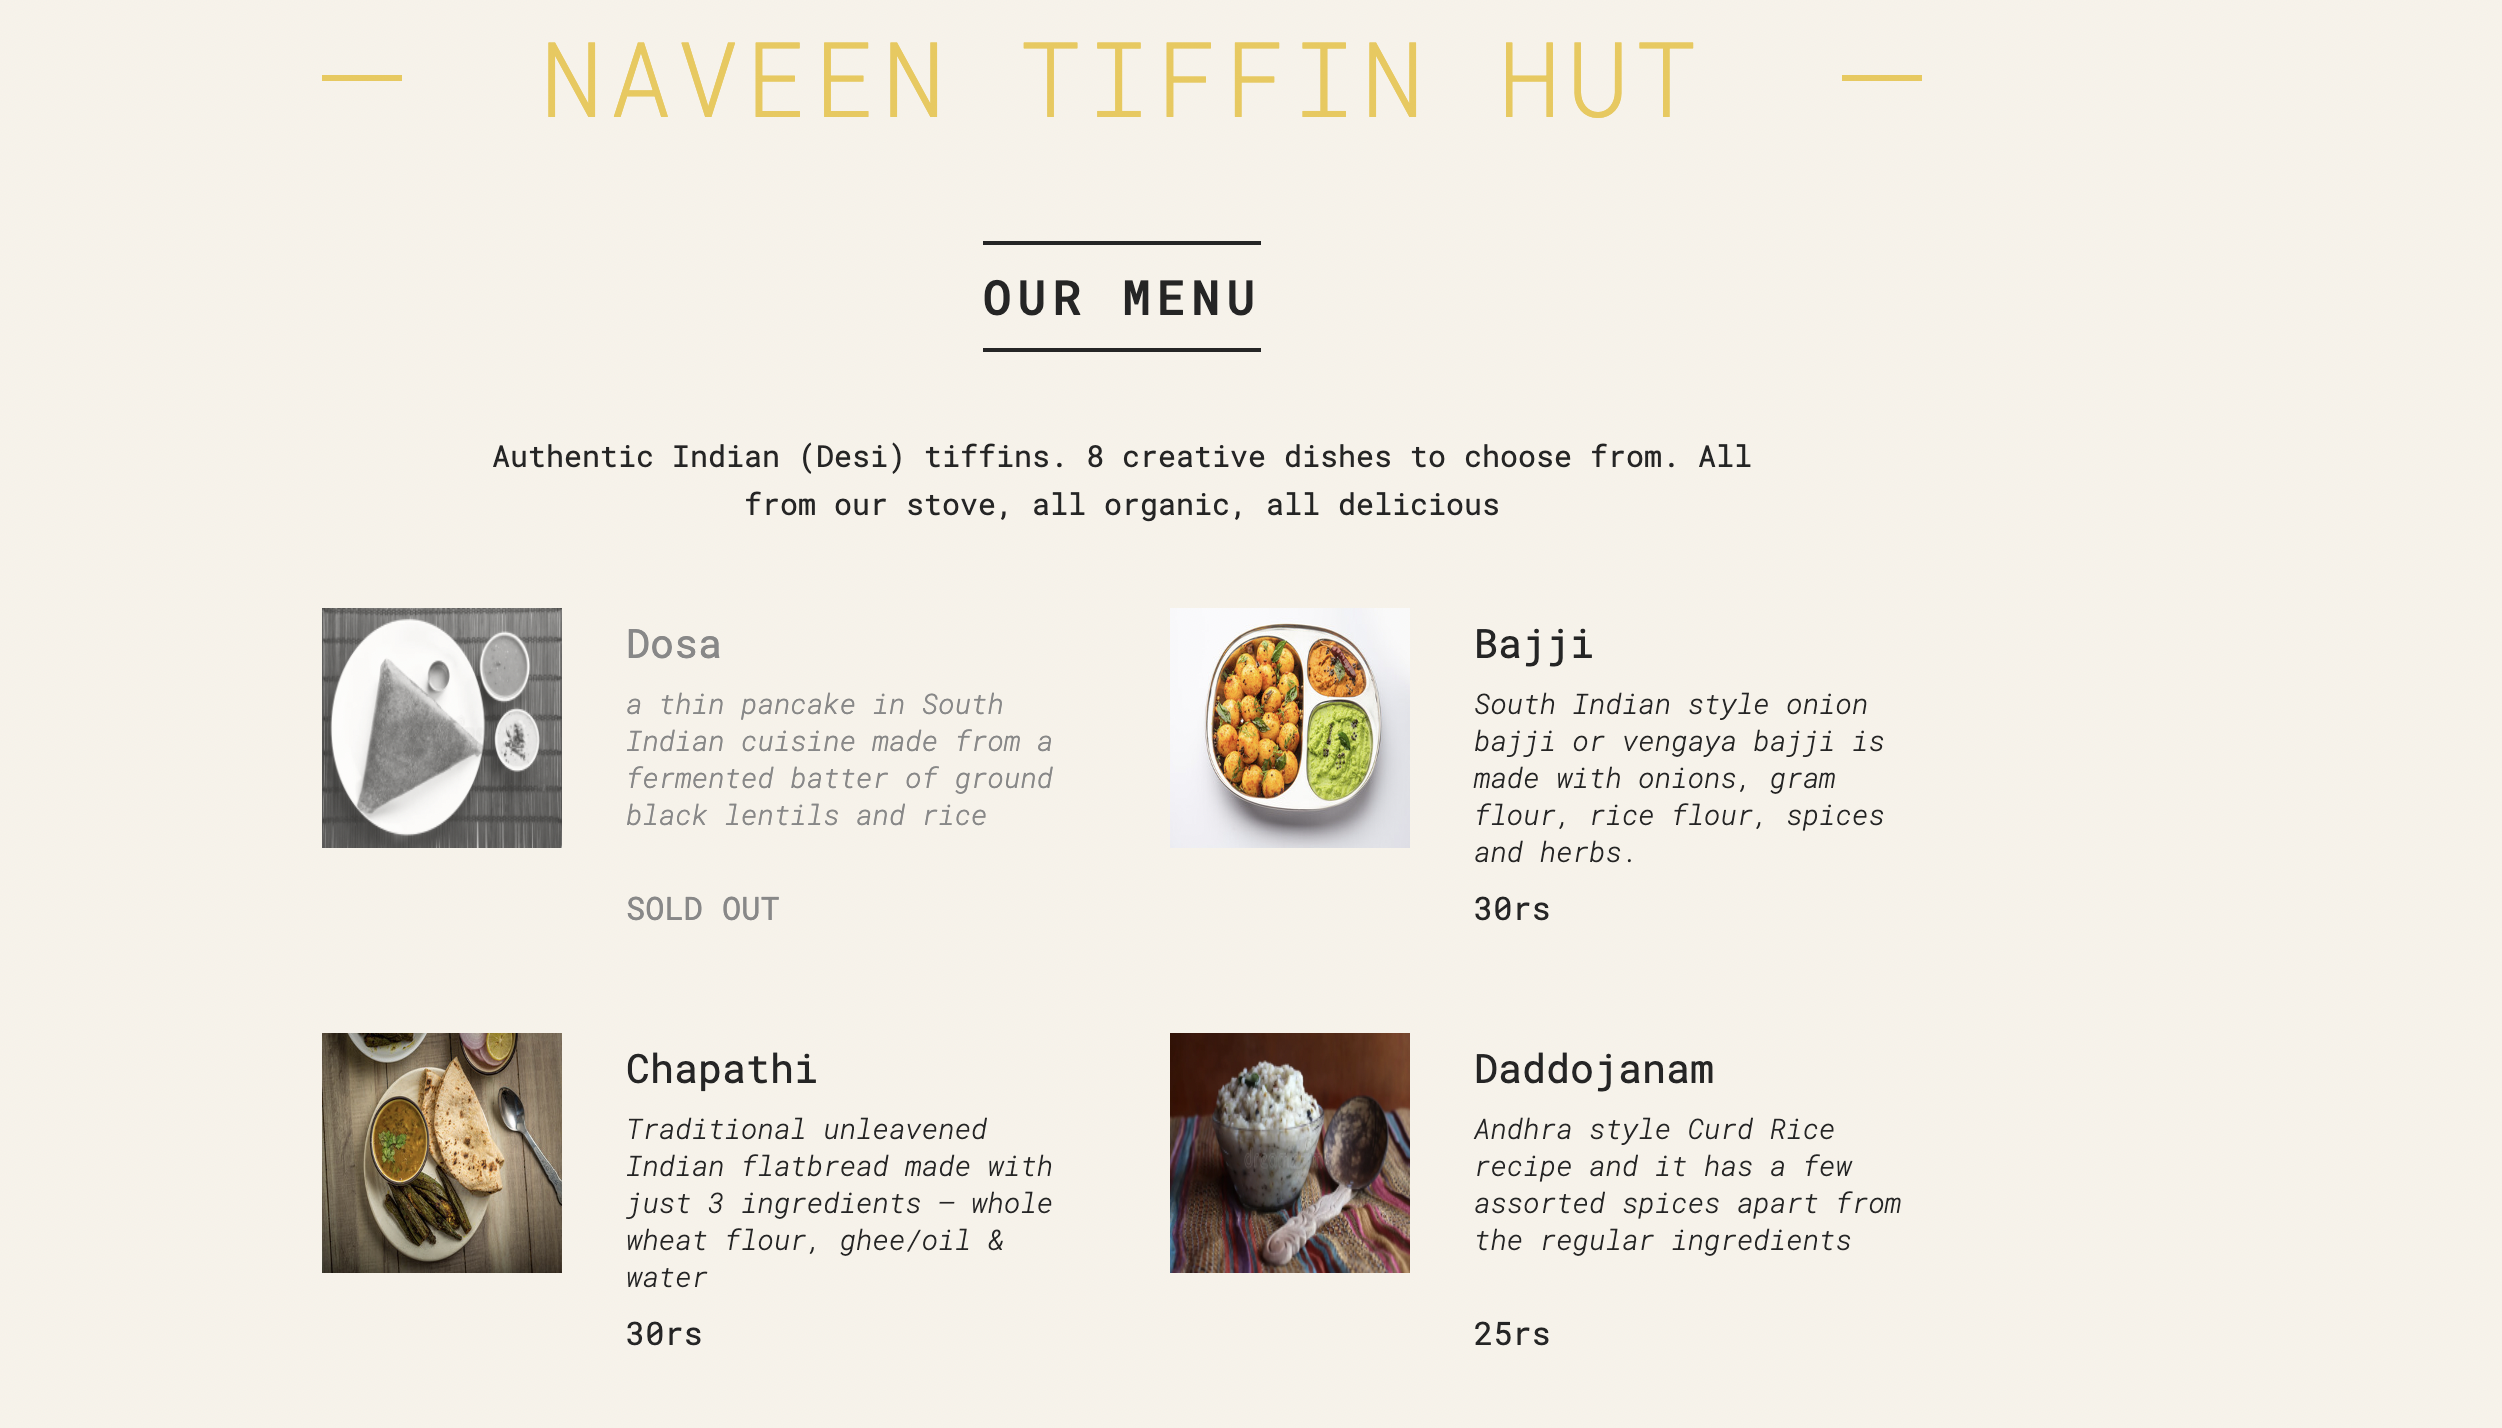 NAVEEN TIFFIN HUT
OUR MENU
Authentic Indian (Desi) tiffins. 8 creative dishes to choose from. All
from our stove, all organic, all delicious
Dosa
a thin pancake in South
Indian cuisine made from a
fermented batter of ground
black lentils and rice
SOLD OUT
Bajji
South Indian style onion
bajji or vengaya bajji is
made with onions, gram
flour, rice flour, spices
and herbs.
30rs
Chapathi
Traditional unleavened
Indian flatbread made with
just 3 ingredients – whole
wheat flour, ghee/oil &
water
30rs
Daddojanam
Andhra style Curd Rice
recipe and it has a few
assorted spices apart from
the regular ingredients
25rs